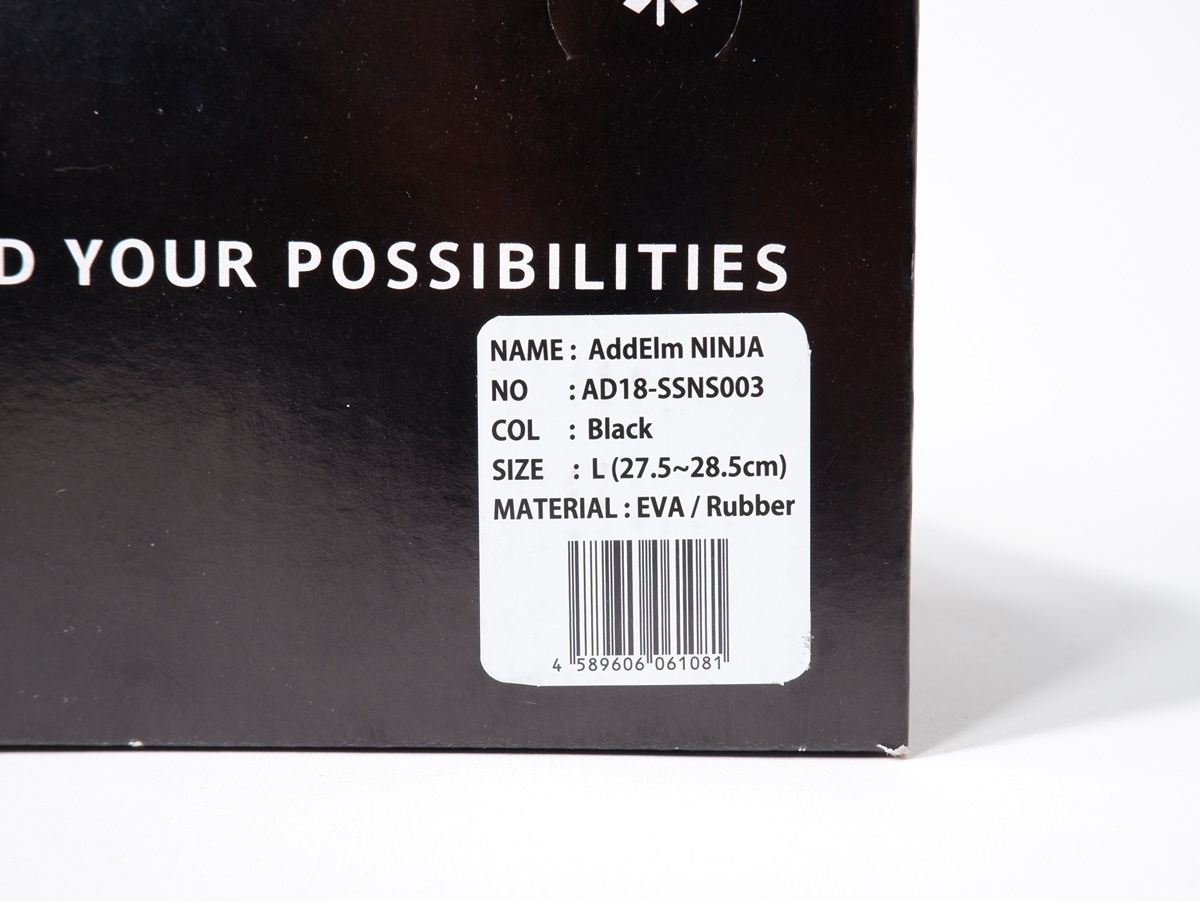 D YOUR POSSIBILITIES
NAME : AddElm NINJA
NO : AD18-SSNS003
COL : Black
SIZE : L (27.5~28.5cm)
MATERIAL : EVA / Rubber
4 589606 061081